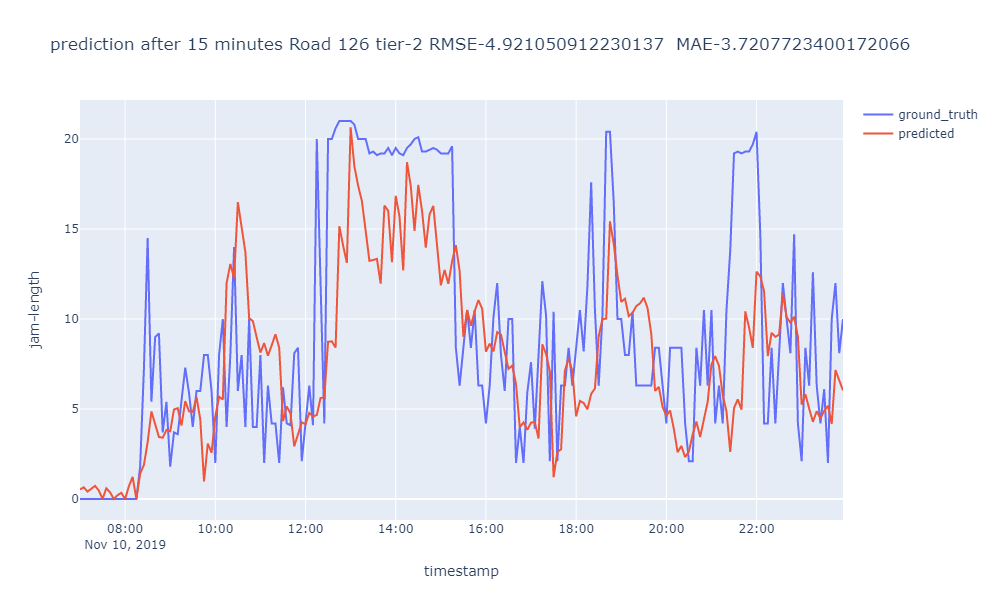 prediction after 15 minutes Road 126 tier-2 RMSE-4.921050912230137  MAE-3.7207723400172066
ground_truth
predicted
20
15
10
5
0
jam-length
08:00
10:00
12:00
14:00
16:00
18:00
20:00
22:00
Nov 10, 2019
timestamp